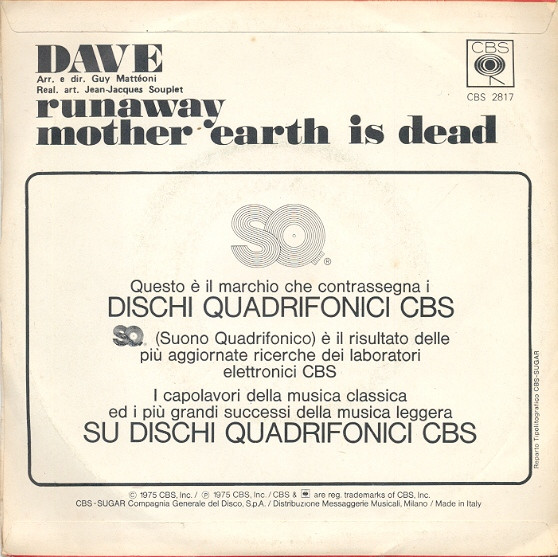 DAVE
Arr. e dir. Guy Mattéoni
Real. art. Jean-Jacques Souplet
runaway
mother earth is dead
CBS
CBS 2817
SQ®
Questo è il marchio che contrassegna i
DISCHI QUADRIFONICI CBS
SQ® (Suono Quadrifonico) è il risultato delle
più aggiornate ricerche dei laboratori
elettronici CBS
I capolavori della musica classica
ed i più grandi successi della musica leggera
SU DISCHI QUADRIFONICI CBS
Reparto Tipolitografico CBS-SUGAR
© 1975 CBS, Inc. / ℗ 1975 CBS, Inc. / CBS & are reg. trademarks of CBS, Inc.
CBS-SUGAR Compagnia Generale del Disco, S.p.A. / Distribuzione Messaggerie Musicali, Milano / Made in Italy